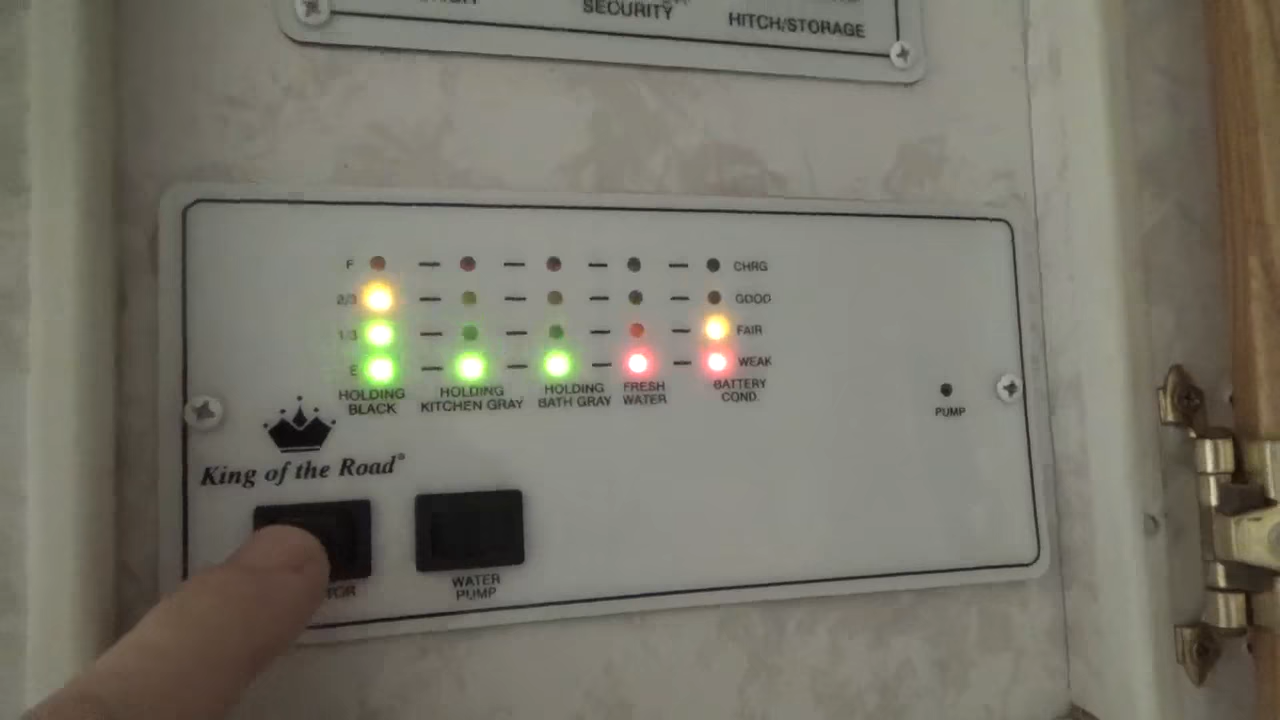 SECURITY
HITCH/STORAGE
F CHRG
2/3 GOOD
1/3 FAIR
E WEAK
HOLDING BLACK
HOLDING KITCHEN GRAY
HOLDING BATH GRAY
FRESH WATER
BATTERY COND.
PUMP
King of the Road®
WATER
PUMP